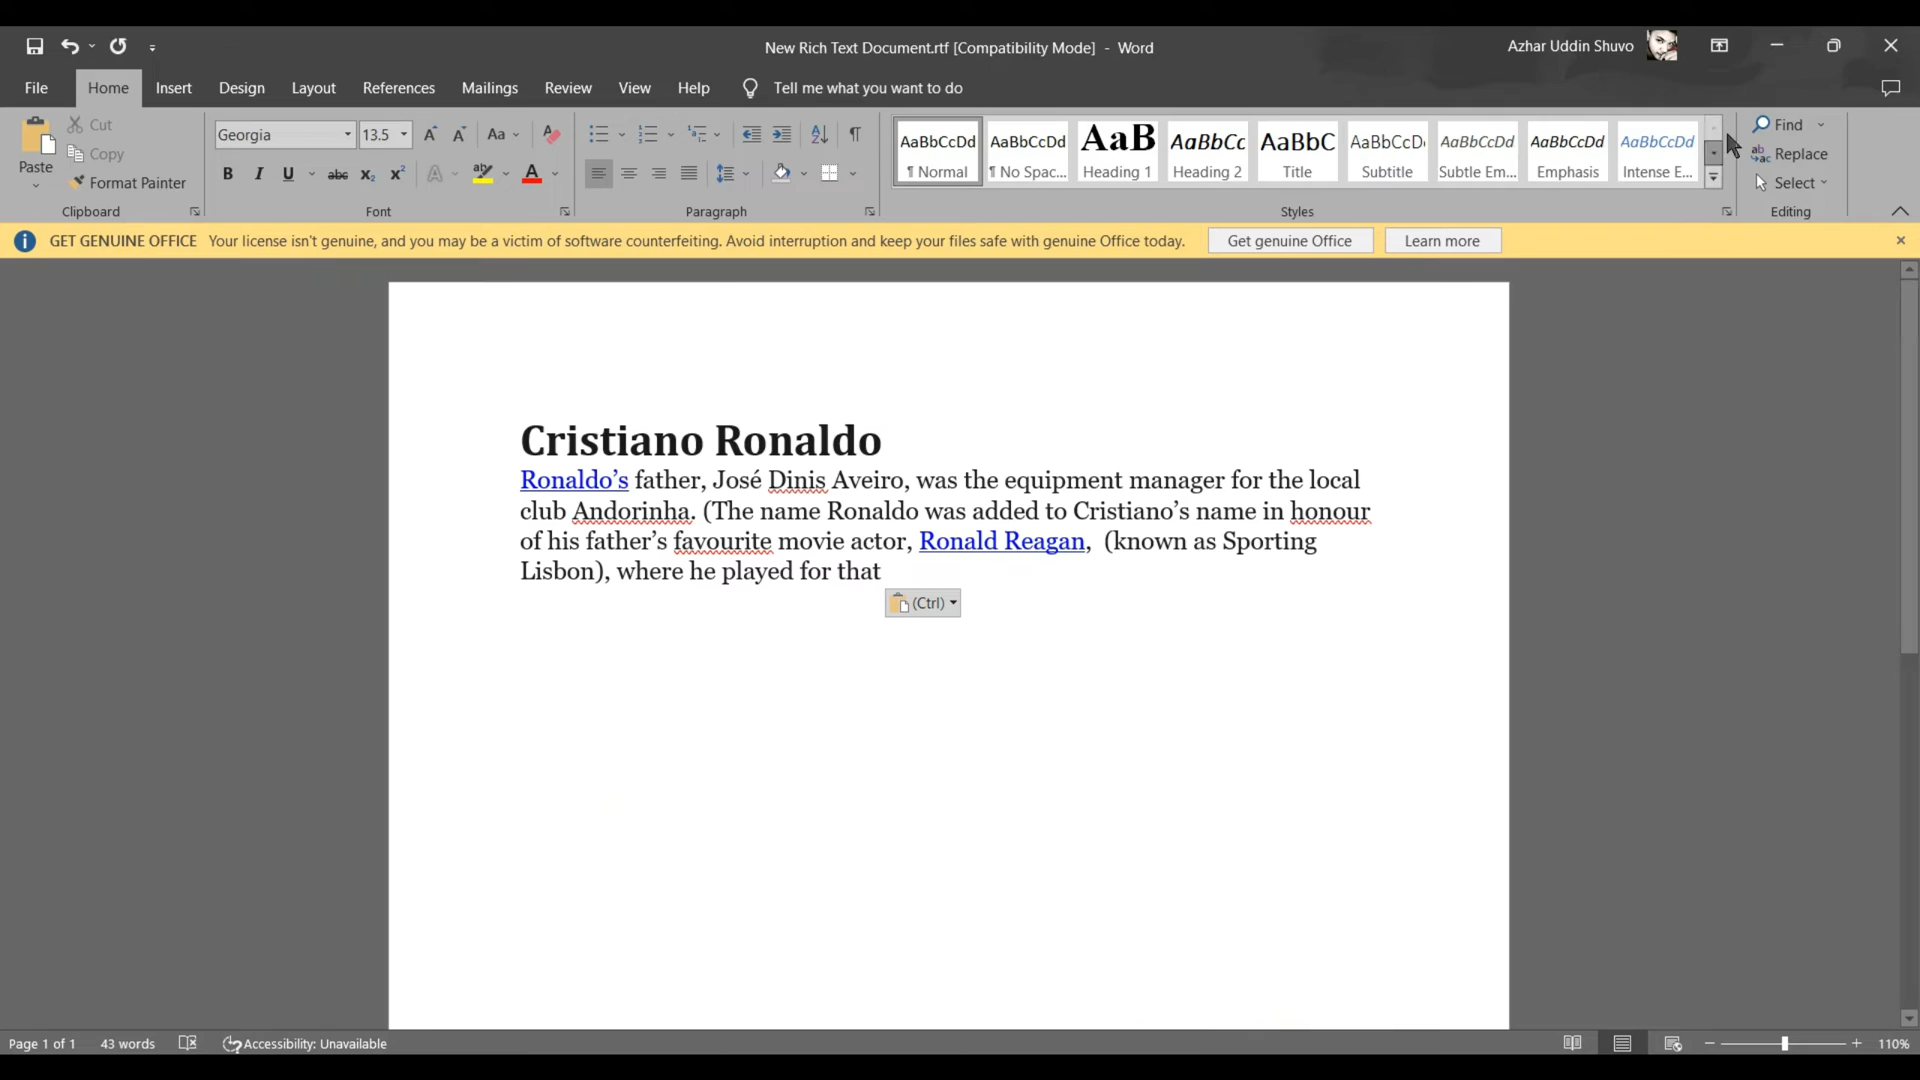 New Rich Text Document.rtf [Compatibility Mode] - Word
Azhar Uddin Shuvo
File Home Insert Design Layout References Mailings Review View Help Tell me what you want to do
Paste
Cut
Copy
Format Painter
Clipboard
Georgia 13.5 Aa
B I U abc x₂ x² A ab A
Font
Paragraph
AaBbCcDd AaBbCcDd AaB AaBbCc AaBbC AaBbCcD AaBbCcDd AaBbCcDd AaBbCcDd
¶ Normal ¶ No Spac... Heading 1 Heading 2 Title Subtitle Subtle Em... Emphasis Intense E...
Styles
Find
Replace
Select
Editing
GET GENUINE OFFICE Your license isn't genuine, and you may be a victim of software counterfeiting. Avoid interruption and keep your files safe with genuine Office today. Get genuine Office Learn more
Cristiano Ronaldo
Ronaldo’s father, José Dinis Aveiro, was the equipment manager for the local
club Andorinha. (The name Ronaldo was added to Cristiano’s name in honour
of his father’s favourite movie actor, Ronald Reagan, (known as Sporting
Lisbon), where he played for that
(Ctrl)
Page 1 of 1 43 words Accessibility: Unavailable 110%